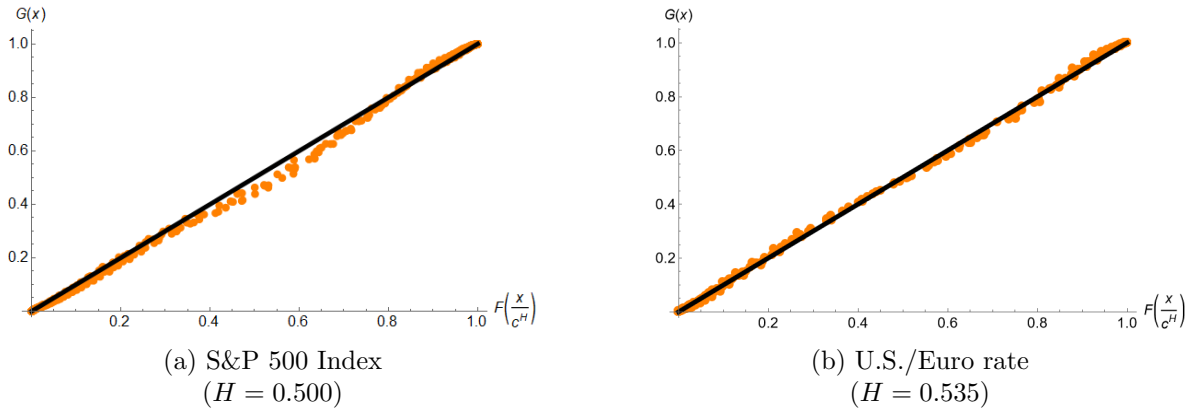 G(x)
1.0
0.8
0.6
0.4
0.2
0.2 0.4 0.6 0.8 1.0
F(x/c^H)
(a) S&P 500 Index
(H = 0.500)
G(x)
1.0
0.8
0.6
0.4
0.2
0.2 0.4 0.6 0.8 1.0
F(x/c^H)
(b) U.S./Euro rate
(H = 0.535)